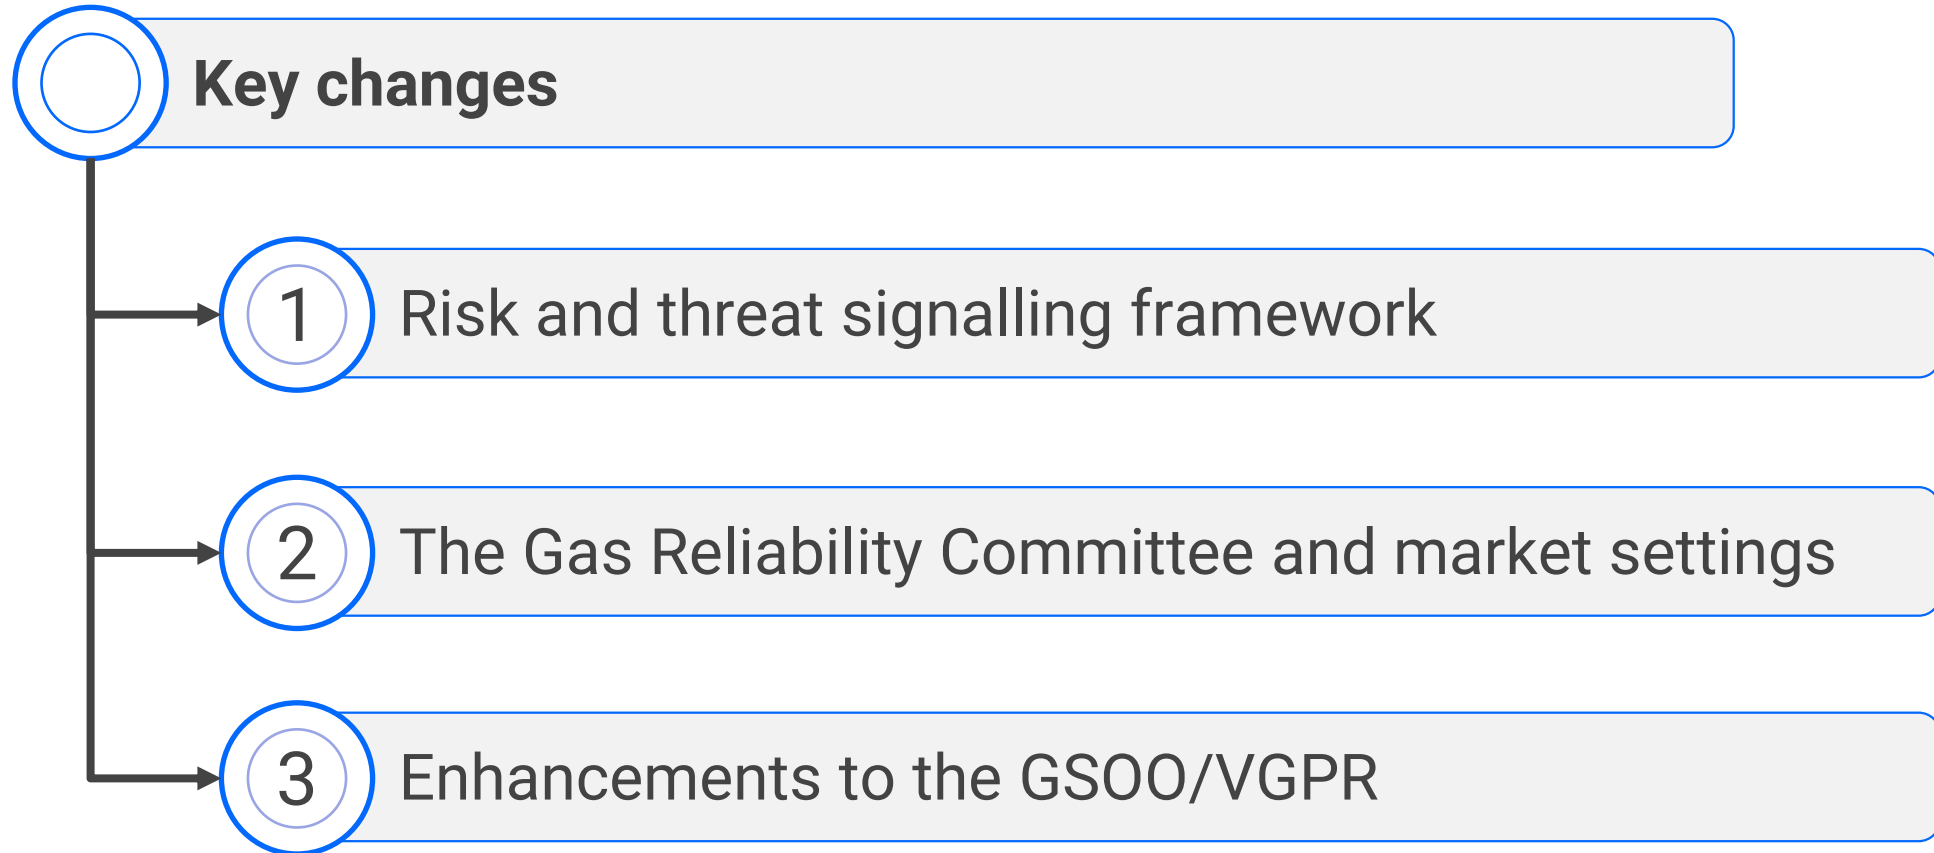 Key changes
1 Risk and threat signalling framework
2 The Gas Reliability Committee and market settings
3 Enhancements to the GSOO/VGPR